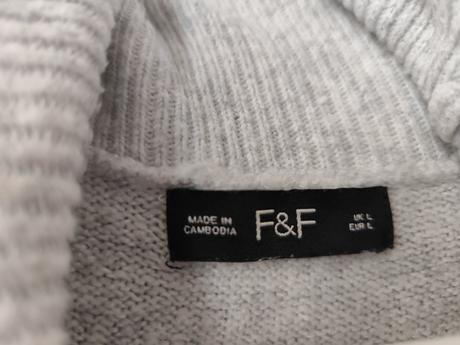 MADE IN
CAMBODIA
F&F
UK L
EUR L